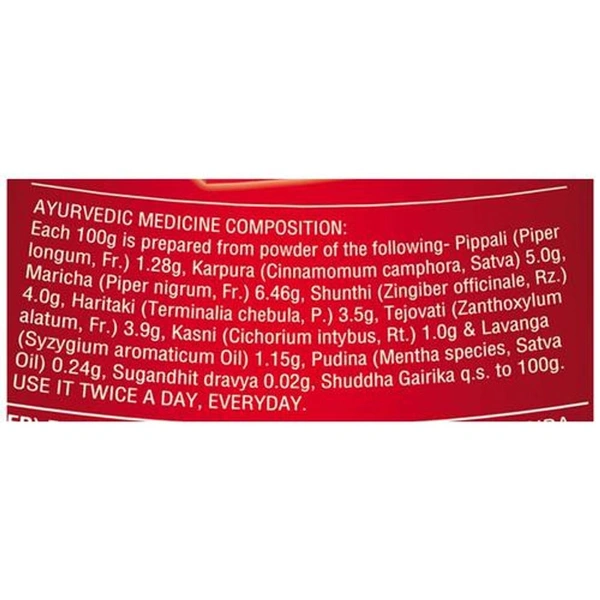 AYURVEDIC MEDICINE COMPOSITION:
Each 100g is prepared from powder of the following- Pippali (Piper
longum, Fr.) 1.28g, Karpura (Cinnamomum camphora, Satva) 5.0g,
Maricha (Piper nigrum, Fr.) 6.46g, Shunthi (Zingiber officinale, Rz.)
4.0g, Haritaki (Terminalia chebula, P.) 3.5g, Tejovati (Zanthoxylum
alatum, Fr.) 3.9g, Kasni (Cichorium intybus, Rt.) 1.0g & Lavanga
(Syzygium aromaticum Oil) 1.15g, Pudina (Mentha species, Satva
Oil) 0.24g, Sugandhit dravya 0.02g, Shuddha Gairika q.s. to 100g.
USE IT TWICE A DAY, EVERYDAY.